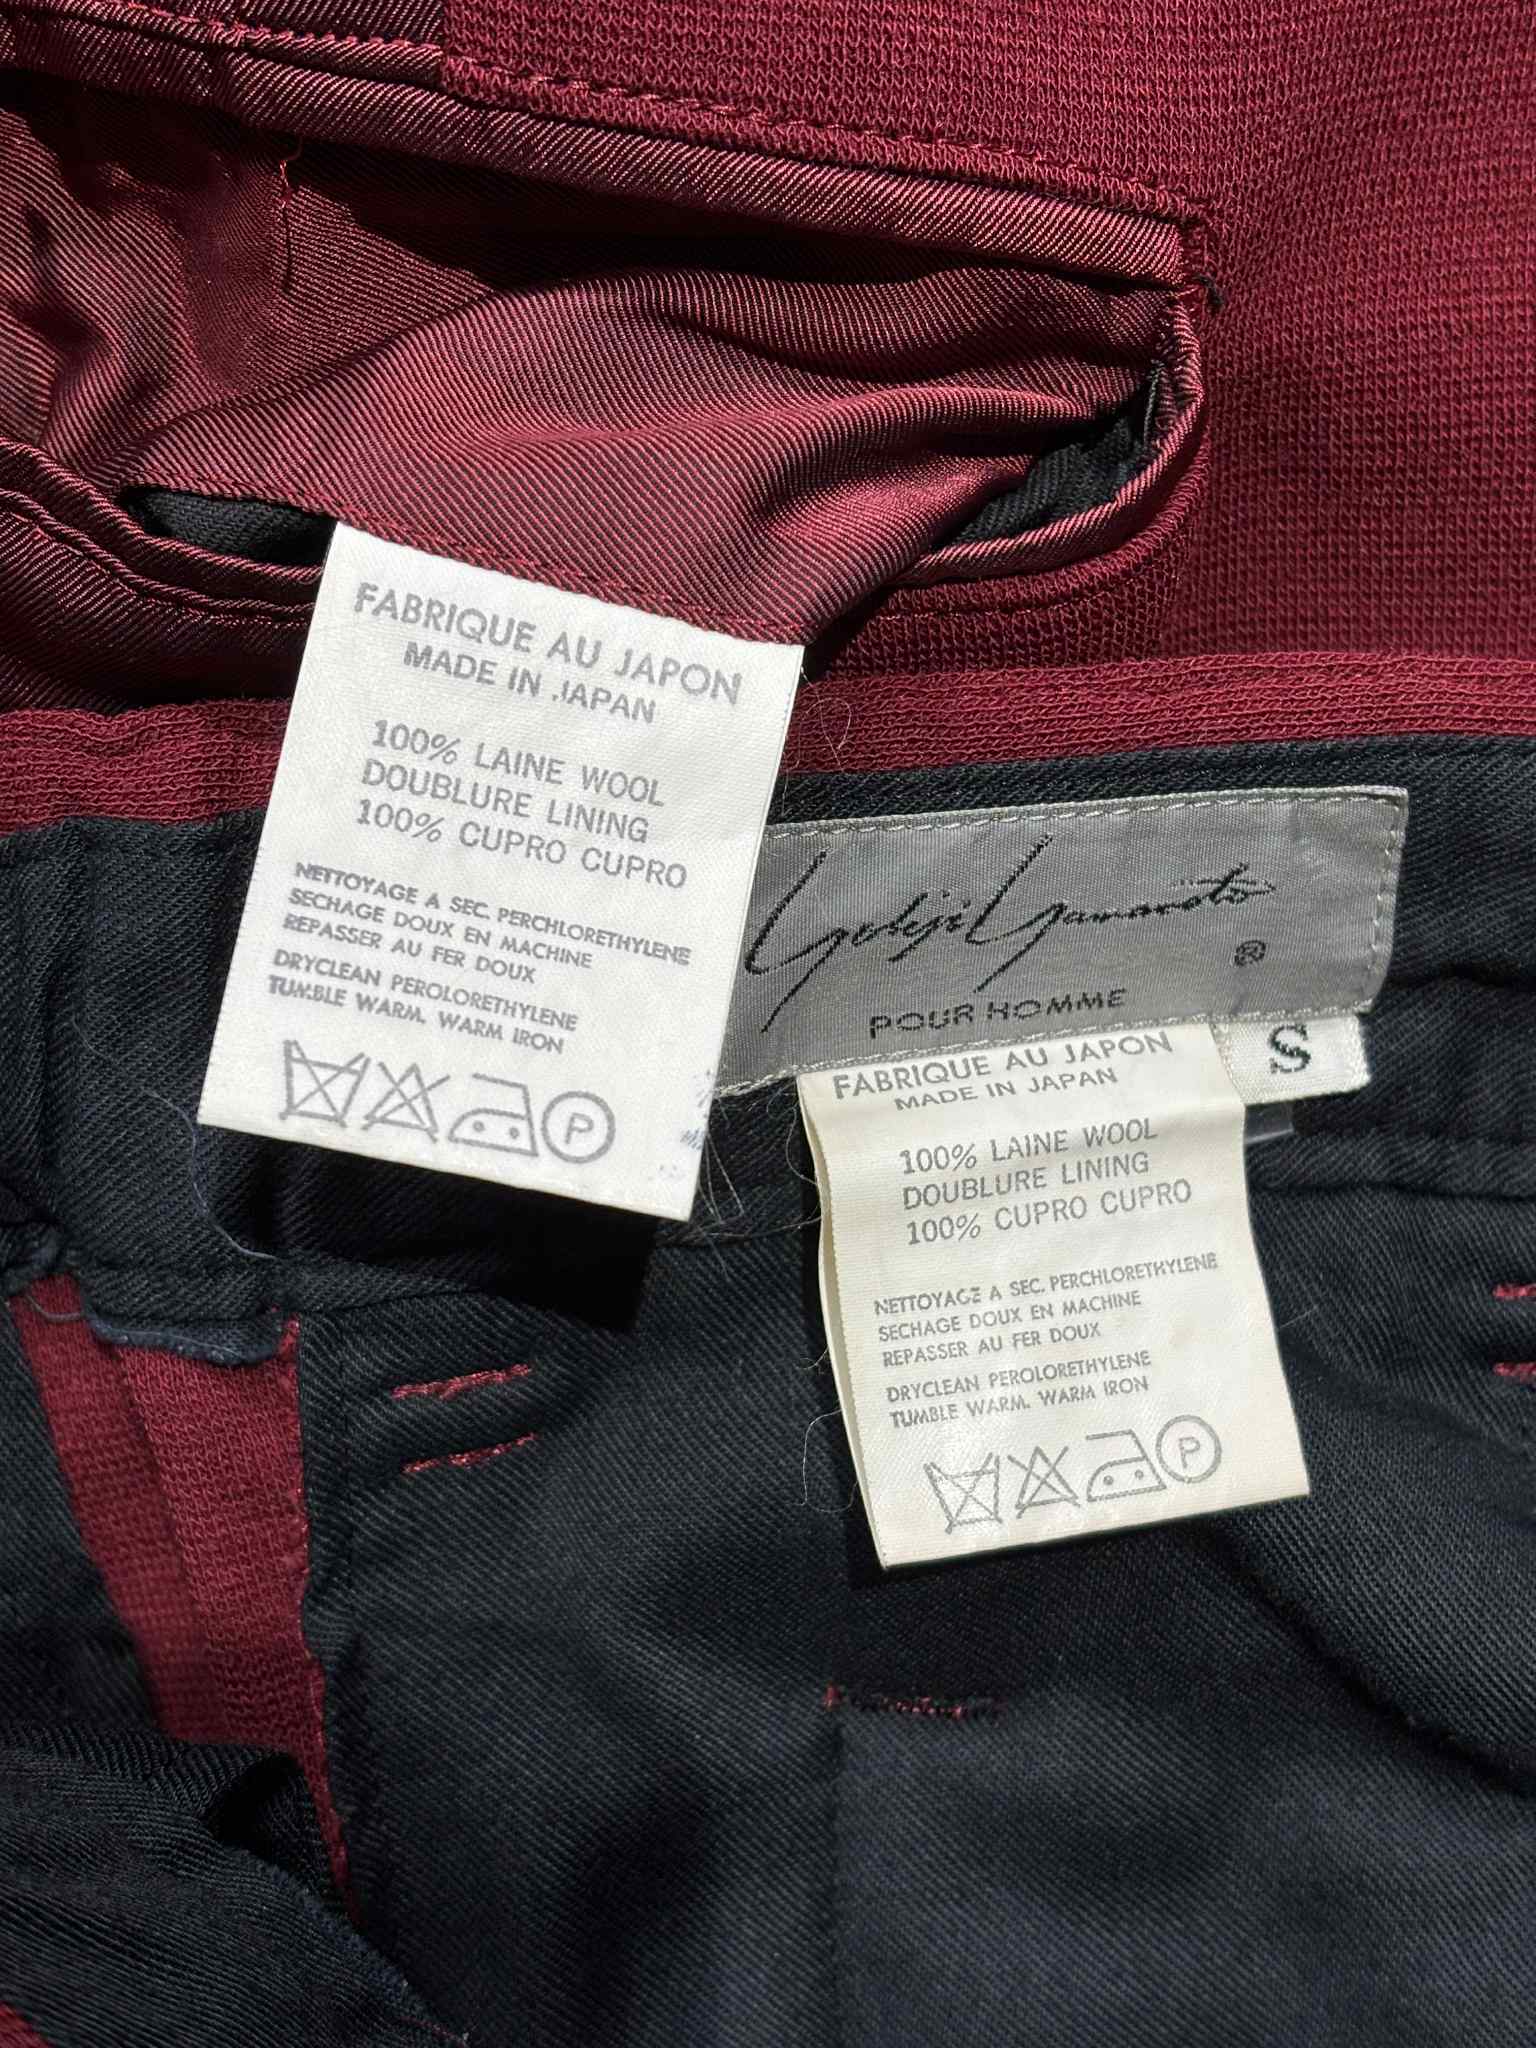 FABRIQUE AU JAPON
MADE IN JAPAN
100% LAINE WOOL
DOUBLURE LINING
100% CUPRO CUPRO
NETTOYAGE A SEC. PERCHLORETHYLENE
SECHAGE DOUX EN MACHINE
REPASSER AU FER DOUX
DRYCLEAN PEROLORETHYLENE
TUMBLE WARM. WARM IRON
P
Yohji Yamamoto
®
POUR HOMME
S
FABRIQUE AU JAPON
MADE IN JAPAN
100% LAINE WOOL
DOUBLURE LINING
100% CUPRO CUPRO
NETTOYAGE A SEC. PERCHLORETHYLENE
SECHAGE DOUX EN MACHINE
REPASSER AU FER DOUX
DRYCLEAN PEROLORETHYLENE
TUMBLE WARM. WARM IRON
P